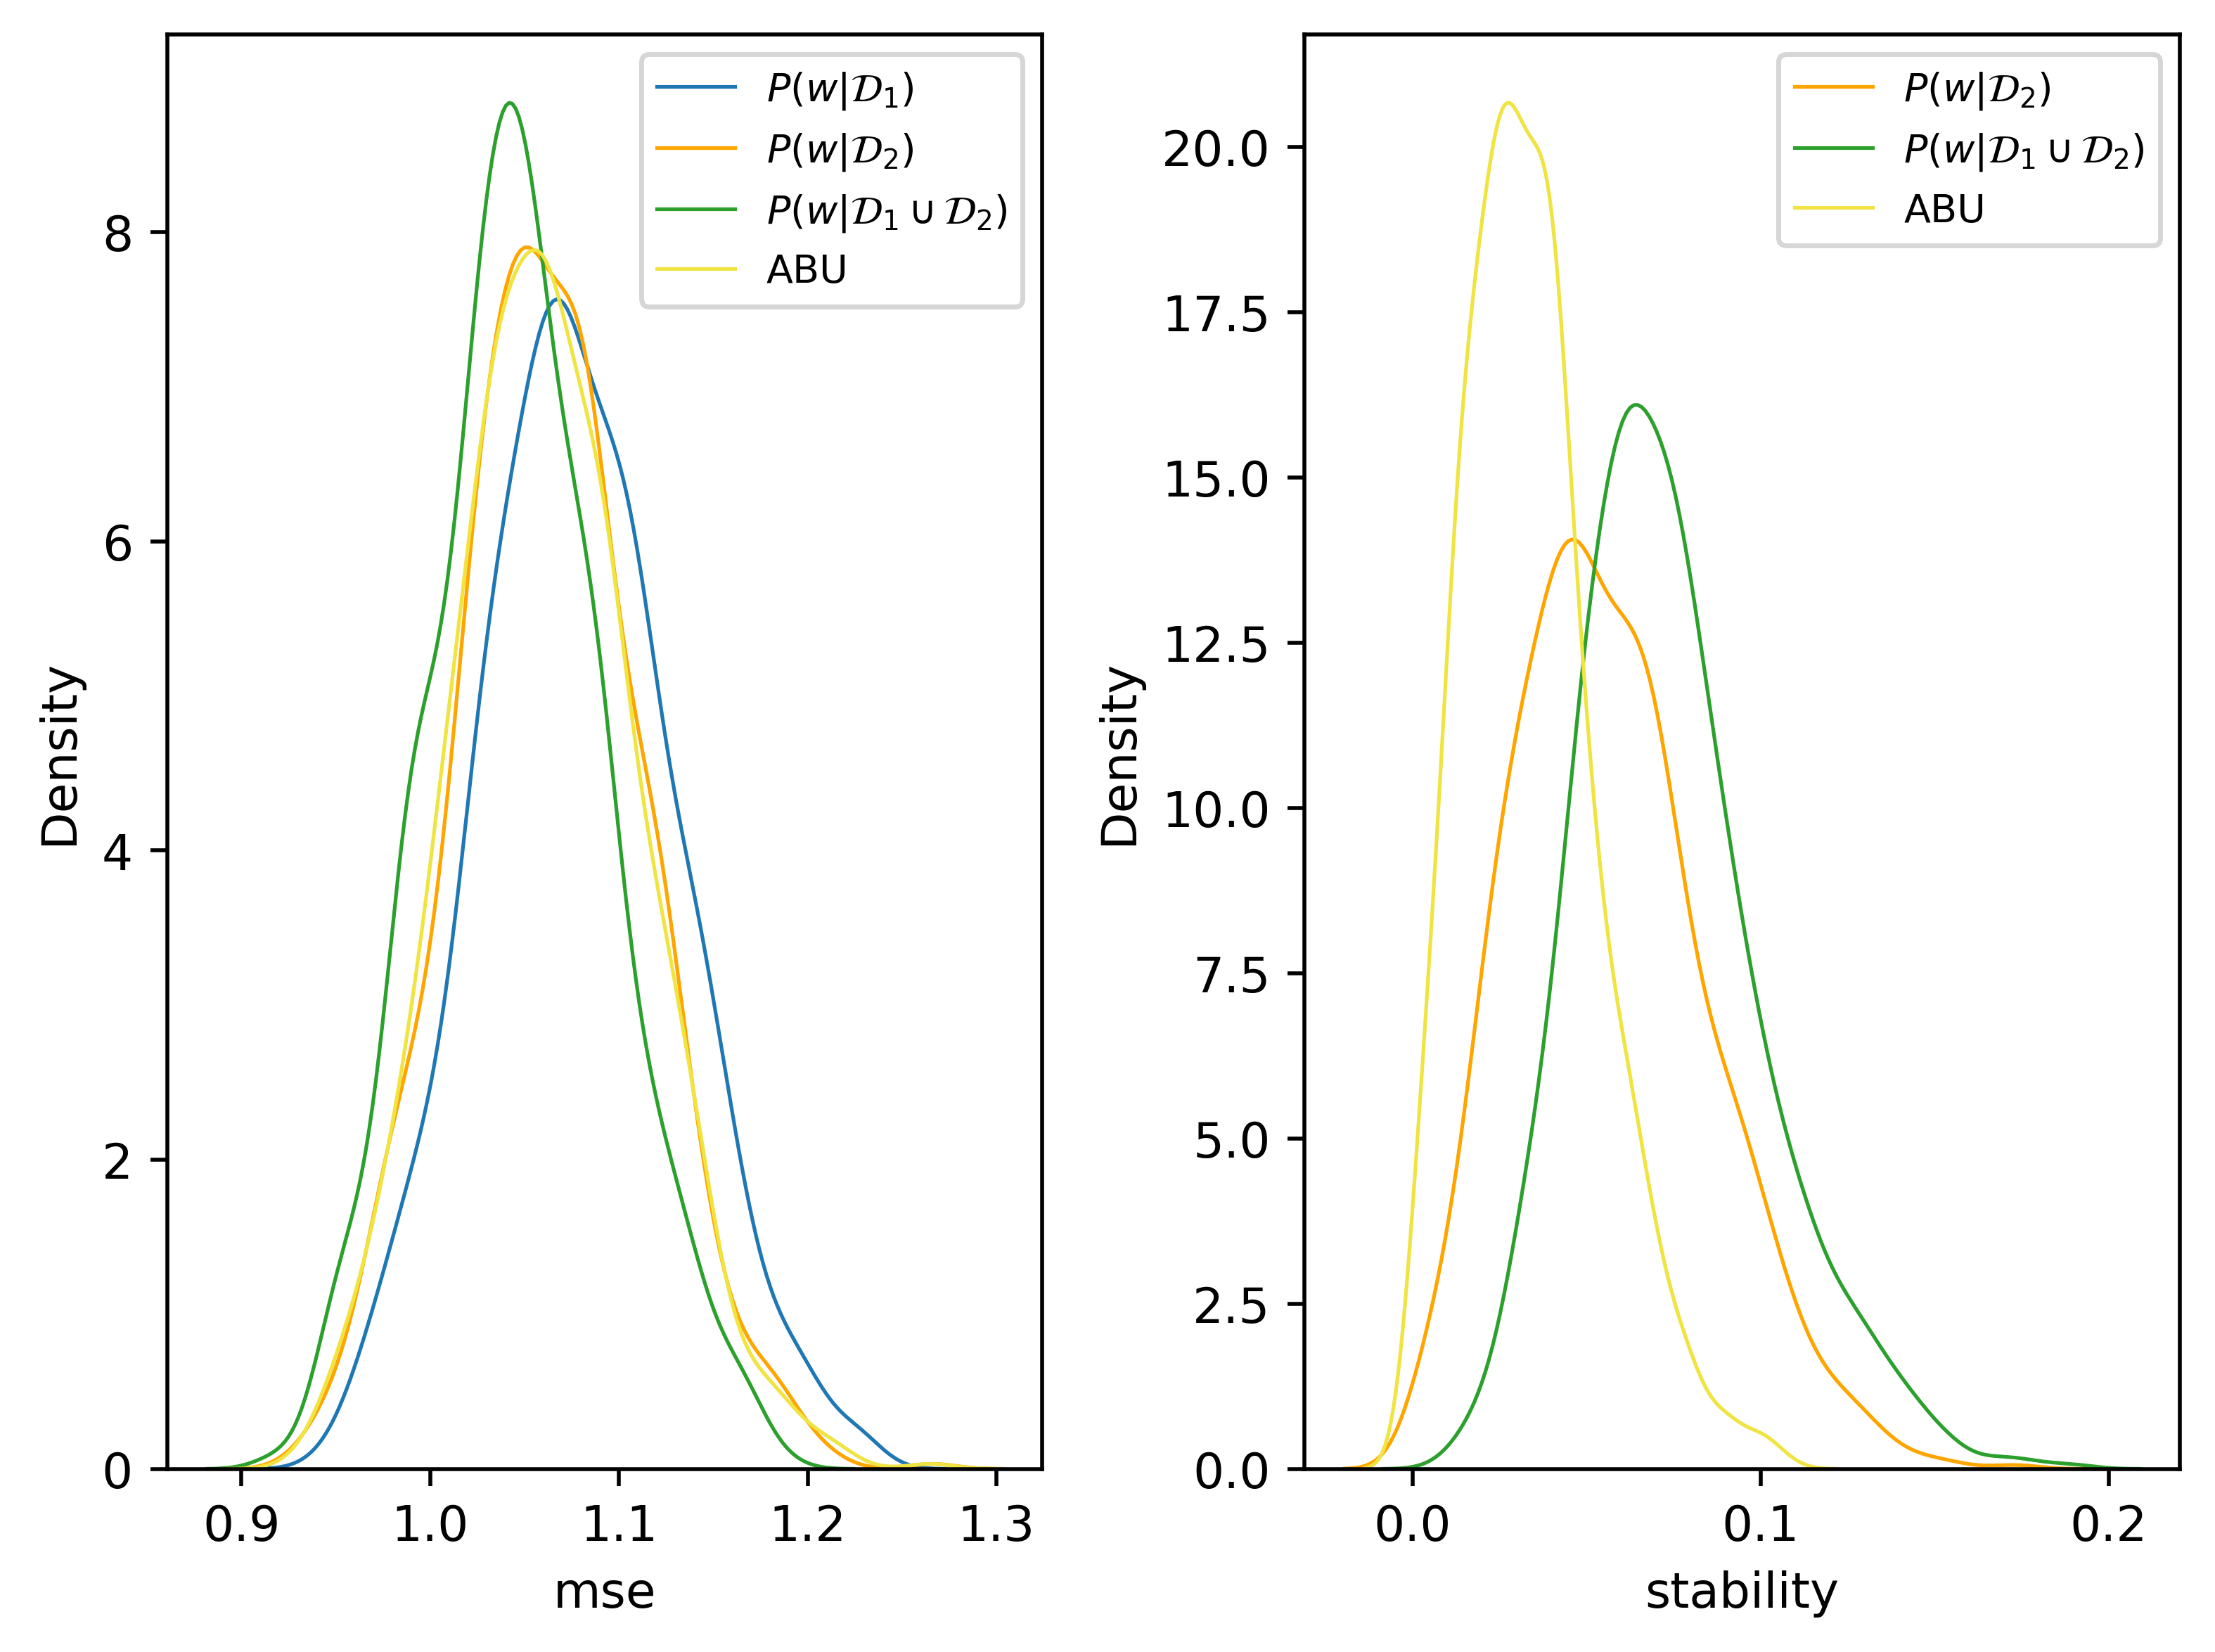 P(w|𝒟₁)
P(w|𝒟₂)
P(w|𝒟₁ ∪ 𝒟₂)
ABU
8
6
4
2
0
Density
0.9 1.0 1.1 1.2 1.3
mse
P(w|𝒟₂)
P(w|𝒟₁ ∪ 𝒟₂)
ABU
20.0
17.5
15.0
12.5
10.0
7.5
5.0
2.5
0.0
Density
0.0 0.1 0.2
stability